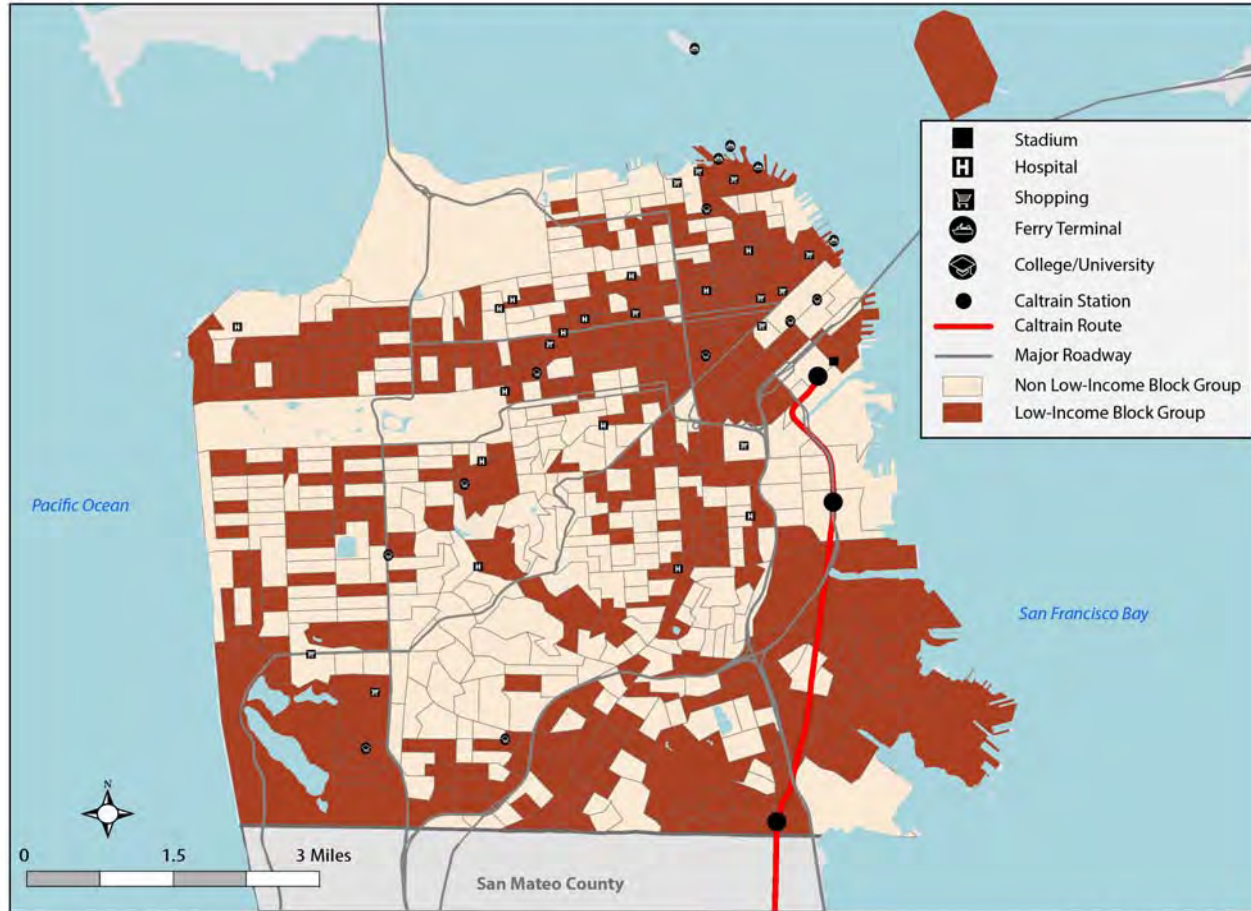 Stadium
H Hospital
Shopping
Ferry Terminal
College/University
Caltrain Station
Caltrain Route
Major Roadway
Non Low-Income Block Group
Low-Income Block Group
Pacific Ocean
San Francisco Bay
N
0 1.5 3 Miles
San Mateo County